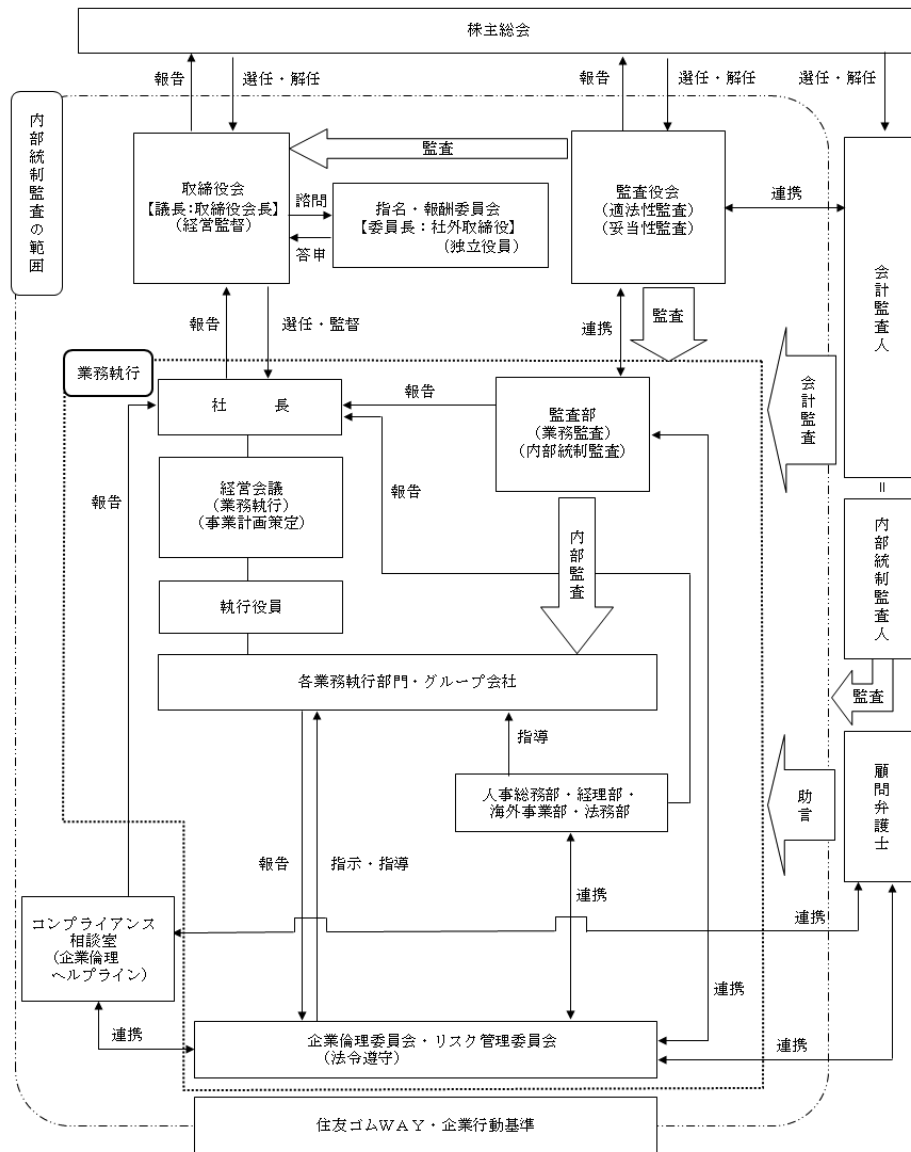 株主総会
報告
選任・解任
報告
選任・解任
選任・解任
内部統制監査の範囲
監査
取締役会
【議長：取締役会長】
(経営監督)
諮問
答申
指名・報酬委員会
【委員長：社外取締役】
(独立役員)
監査役会
(適法性監査)
(妥当性監査)
連携
会計監査人
報告
選任・監督
連携
監査
業務執行
社　長
報告
監査部
(業務監査)
(内部統制監査)
会計監査
報告
経営会議
(業務執行)
(事業計画策定)
報告
＝
内部監査
内部統制監査人
執行役員
各業務執行部門・グループ会社
監査
指導
人事総務部・経理部・
海外事業部・法務部
助言
顧問弁護士
報告
指示・指導
連携
連携
コンプライアンス
相談室
(企業倫理
ヘルプライン)
連携
連携
連携
企業倫理委員会・リスク管理委員会
(法令遵守)
住友ゴムＷＡＹ・企業行動基準